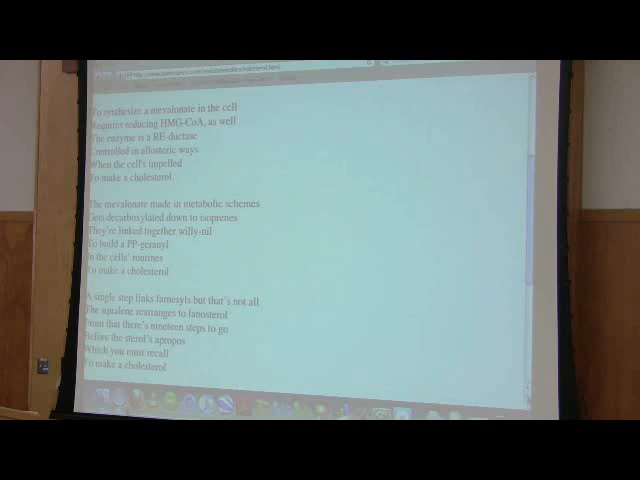 To synthesize a mevalonate in the cell
Requires reducing HMG-CoA, as well
The enzyme is a RE-ductase
Controlled in allosteric ways
When the cell's impelled
To make a cholesterol
The mevalonate made in metabolic schemes
Gets decarboxylated down to isoprenes
They're linked together willy-nil
To build a PP-geranyl
In the cells' routines
To make a cholesterol
A single step links farnesyls but that's not all
The squalene rearranges to lanosterol
From that there's nineteen steps to go
Before the sterol's apropos
Which you must recall
To make a cholesterol